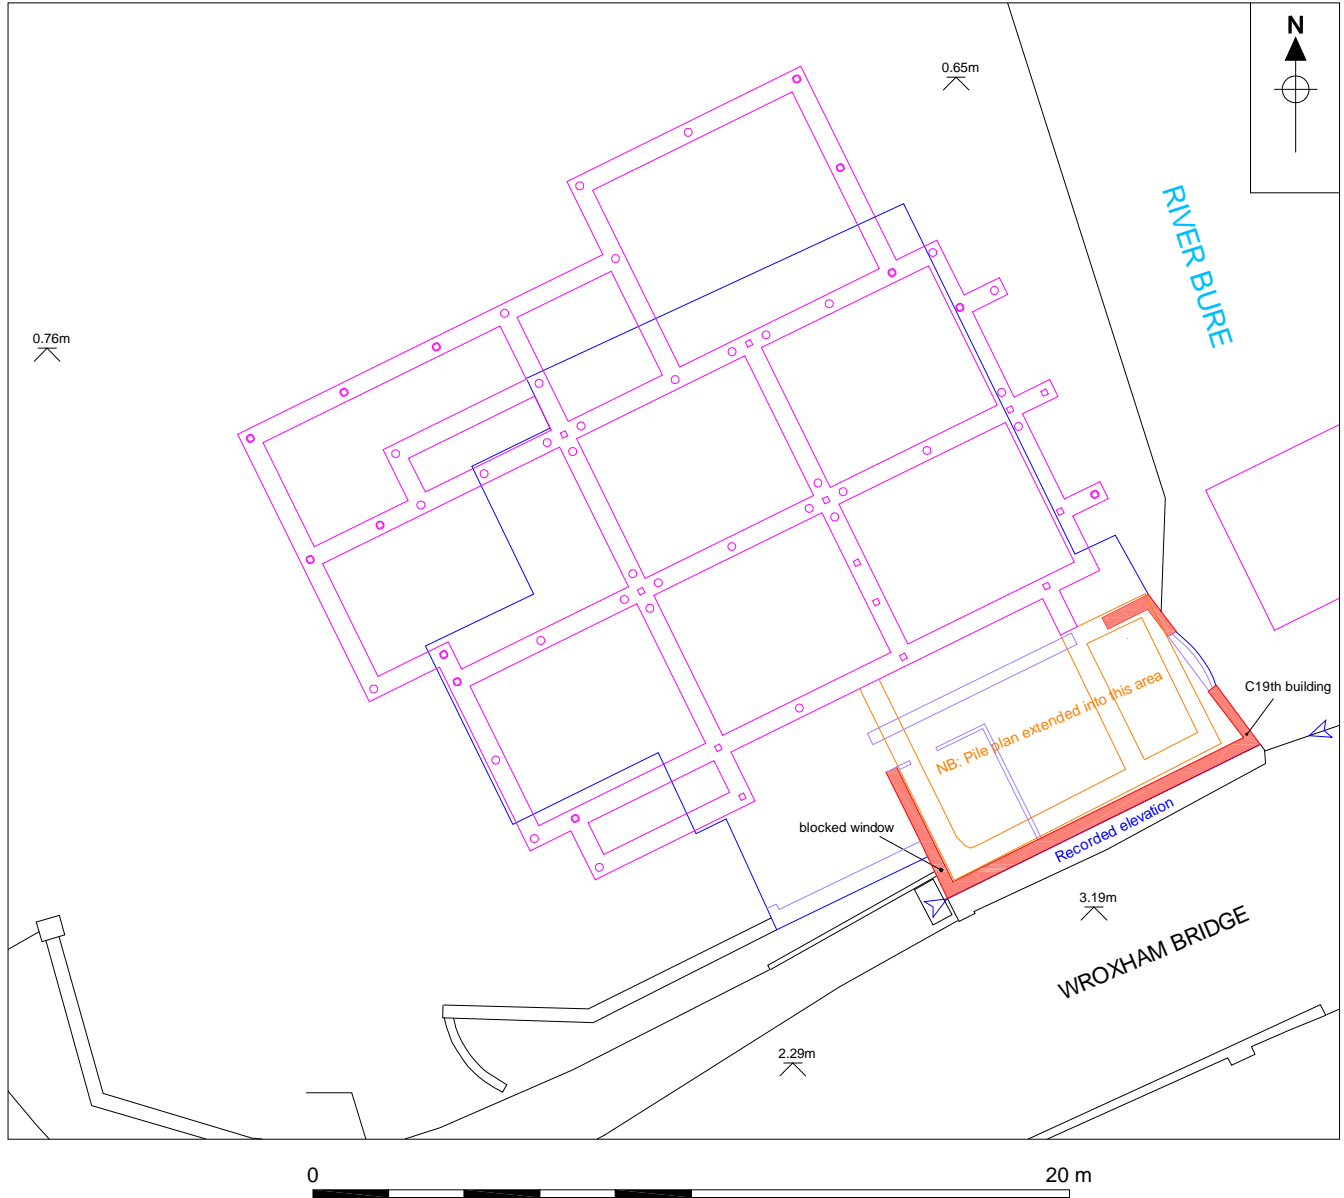 N
0.65m
RIVER BURE
0.76m
C19th building
NB: Pile plan extended into this area
blocked window
Recorded elevation
3.19m
WROXHAM BRIDGE
2.29m
0
20 m